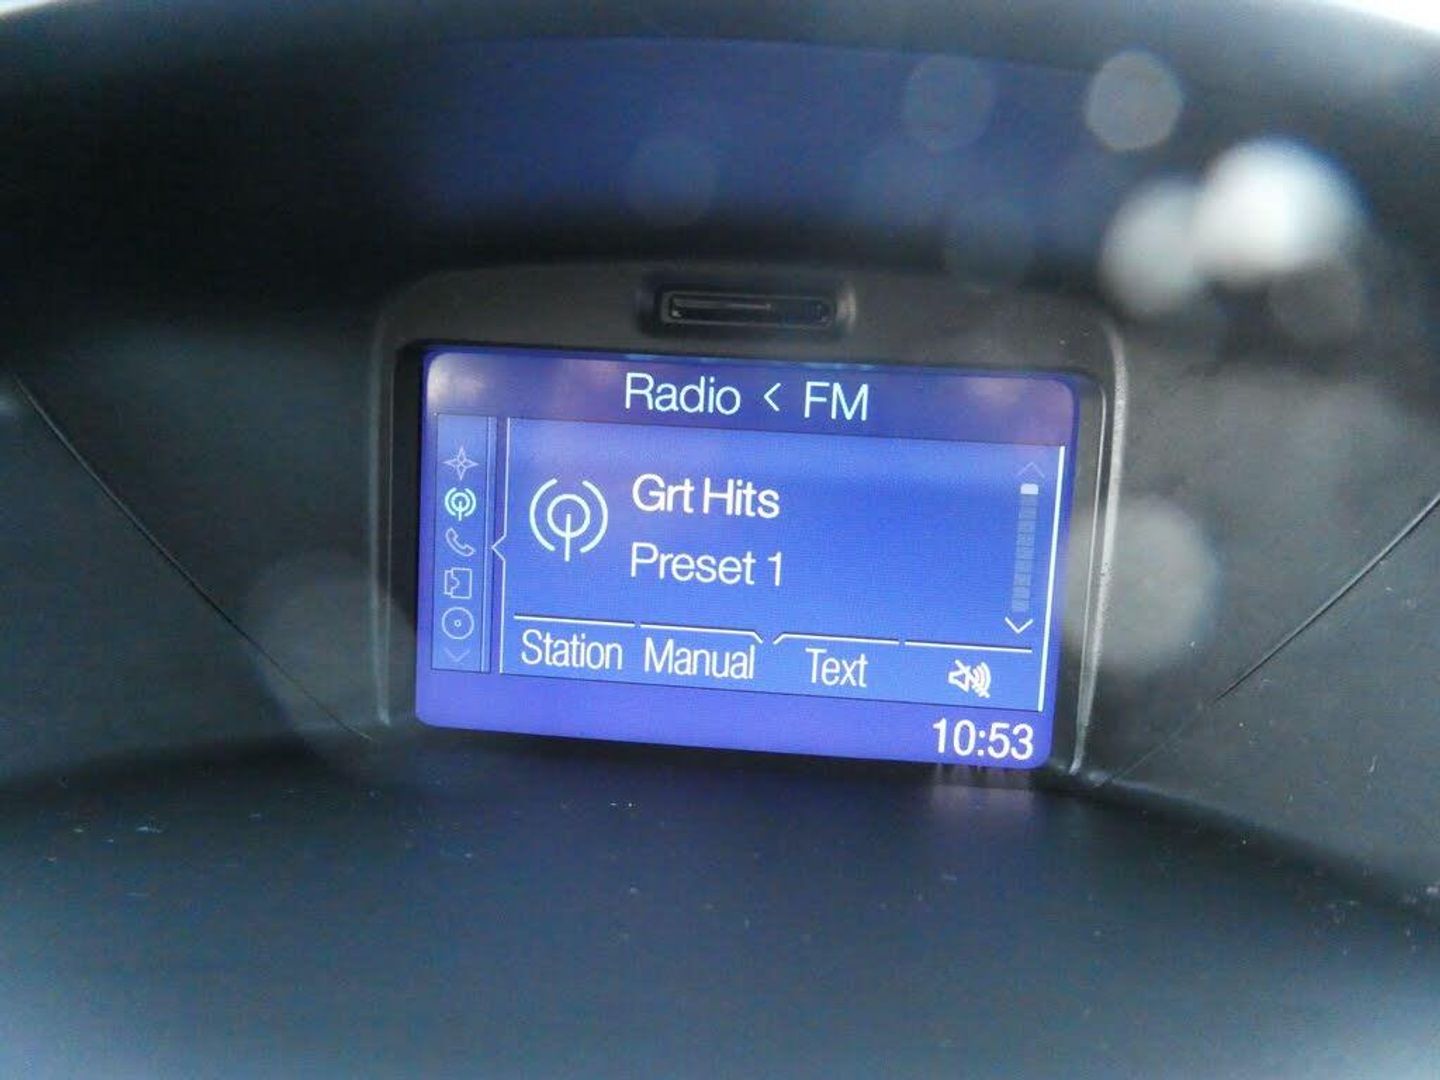 Radio < FM
Grt Hits
Preset 1
Station Manual Text
10:53